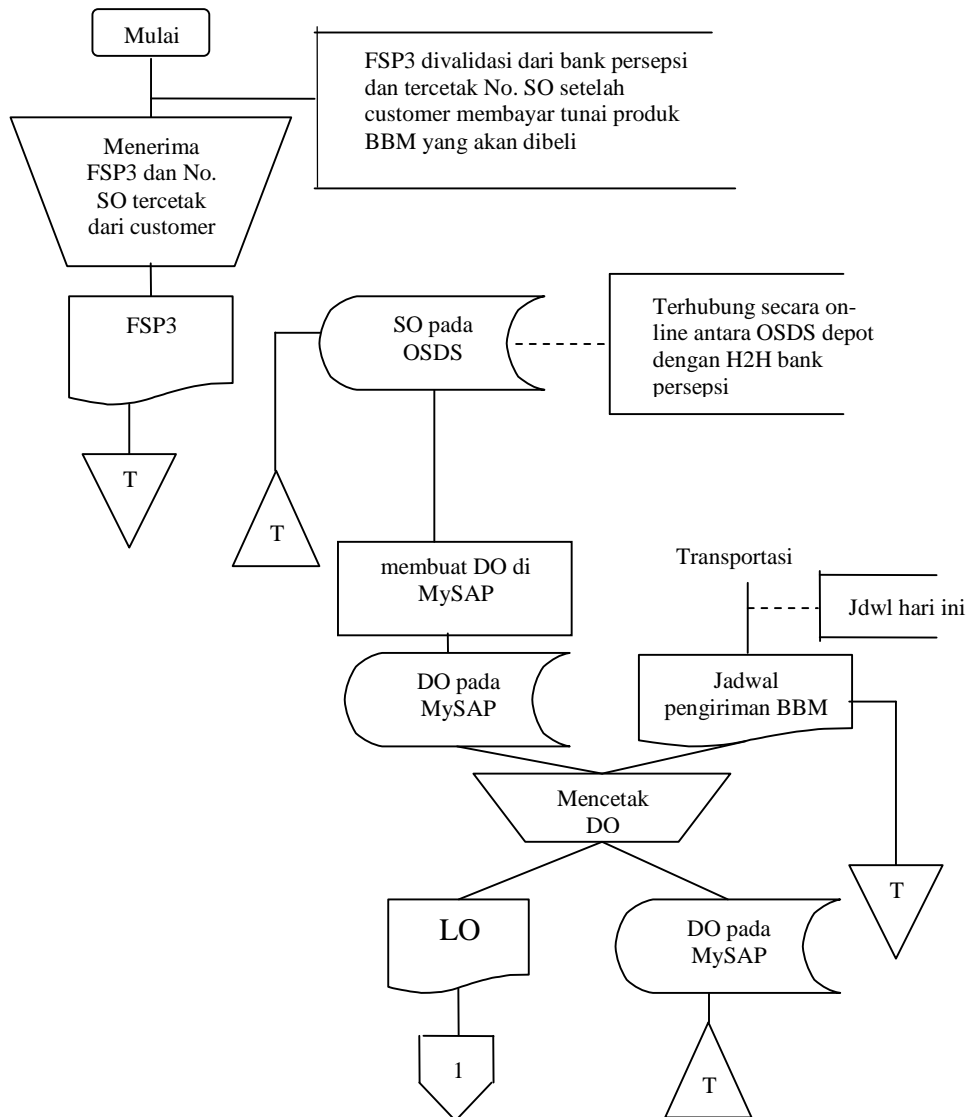 Mulai
FSP3 divalidasi dari bank persepsi
dan tercetak No. SO setelah
customer membayar tunai produk
BBM yang akan dibeli
Menerima
FSP3 dan No.
SO tercetak
dari customer
FSP3
T
SO pada
OSDS
Terhubung secara on-
line antara OSDS depot
dengan H2H bank
persepsi
T
membuat DO di
MySAP
Transportasi
Jdwl hari ini
DO pada
MySAP
Jadwal
pengiriman BBM
Mencetak
DO
T
LO
DO pada
MySAP
1
T